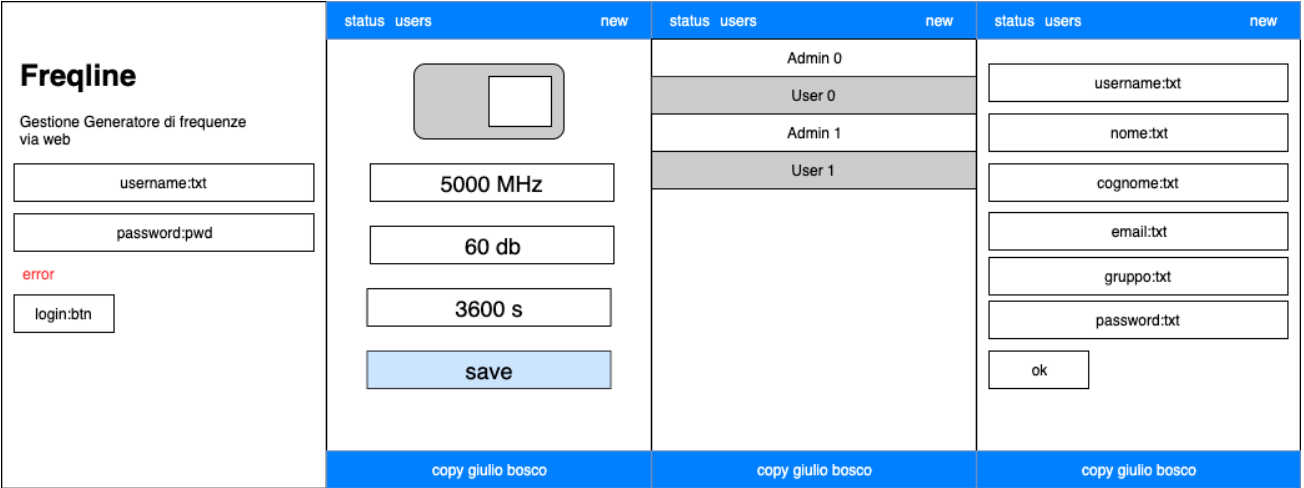 Freqline
Gestione Generatore di frequenze
via web
username:txt
password:pwd
error
login:btn
status users new
5000 MHz
60 db
3600 s
save
copy giulio bosco
status users new
Admin 0
User 0
Admin 1
User 1
copy giulio bosco
status users new
username:txt
nome:txt
cognome:txt
email:txt
gruppo:txt
password:txt
ok
copy giulio bosco